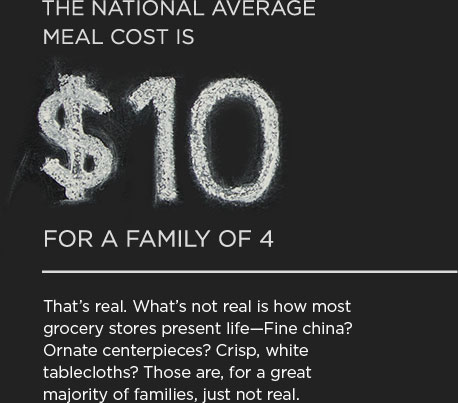 THE NATIONAL AVERAGE
MEAL COST IS
$10
FOR A FAMILY OF 4
That's real. What's not real is how most
grocery stores present life—Fine china?
Ornate centerpieces? Crisp, white
tablecloths? Those are, for a great
majority of families, just not real.